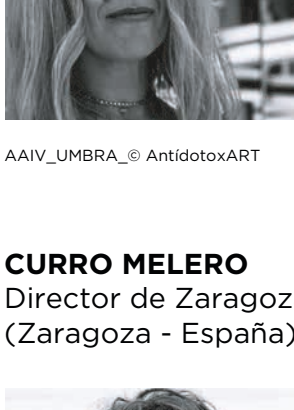 AAIV_UMBRA_© AntídotoxART
CURRO MELERO
Director de Zaragoz
(Zaragoza - España)